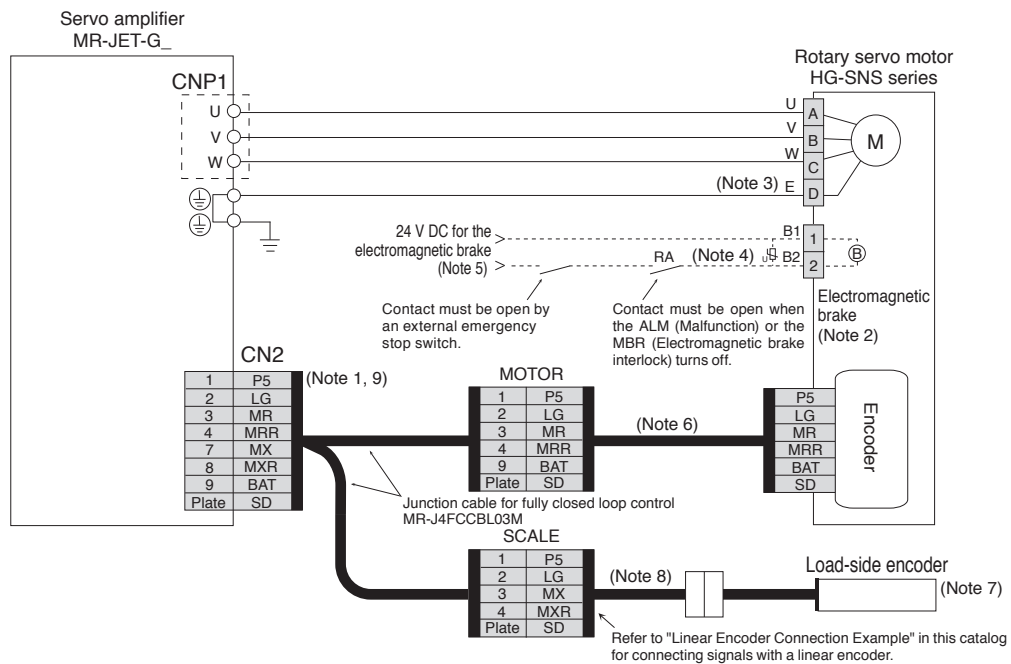 Servo amplifier
MR-JET-G_
Rotary servo motor
HG-SNS series
CNP1
U
V
W
U
V
W
(Note 3) E
A
B
C
D
M
24 V DC for the
electromagnetic brake
(Note 5)
RA
(Note 4)
U
B1
B2
1
2
B
Contact must be open by
an external emergency
stop switch.
Contact must be open when
the ALM (Malfunction) or the
MBR (Electromagnetic brake
interlock) turns off.
Electromagnetic
brake
(Note 2)
CN2
(Note 1, 9)
1 P5
2 LG
3 MR
4 MRR
7 MX
8 MXR
9 BAT
Plate SD
MOTOR
1 P5
2 LG
3 MR
4 MRR
9 BAT
Plate SD
(Note 6)
P5
LG
MR
MRR
BAT
SD
Encoder
Junction cable for fully closed loop control
MR-J4FCCBL03M
SCALE
1 P5
2 LG
3 MX
4 MXR
Plate SD
(Note 8)
Load-side encoder
(Note 7)
Refer to "Linear Encoder Connection Example" in this catalog
for connecting signals with a linear encoder.